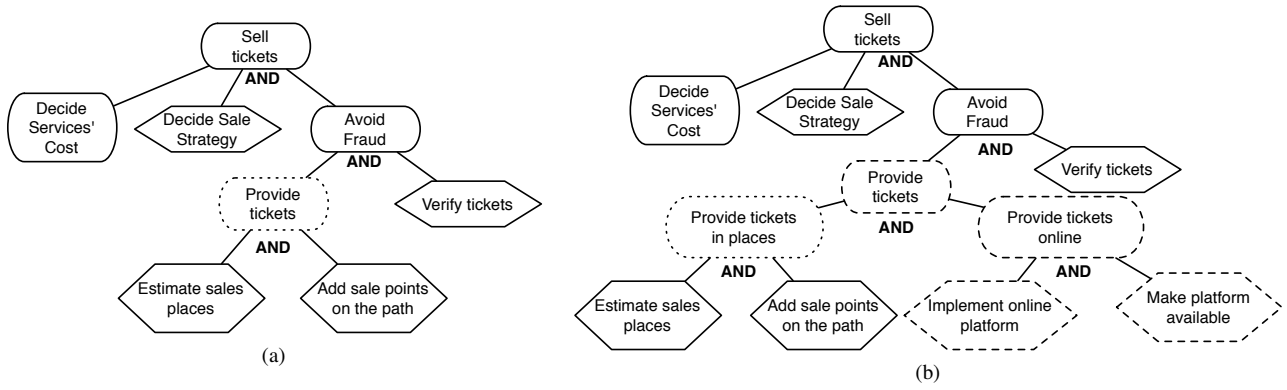 Sell
tickets
AND
Decide
Services'
Cost
Decide Sale
Strategy
Avoid
Fraud
AND
Provide
tickets
AND
Verify tickets
Estimate sales
places
Add sale points
on the path
(a)
Sell
tickets
AND
Decide
Services'
Cost
Decide Sale
Strategy
Avoid
Fraud
AND
Provide
tickets
AND
Verify tickets
Provide tickets
in places
AND
Provide tickets
online
AND
Estimate sales
places
Add sale points
on the path
Implement online
platform
Make platform
available
(b)